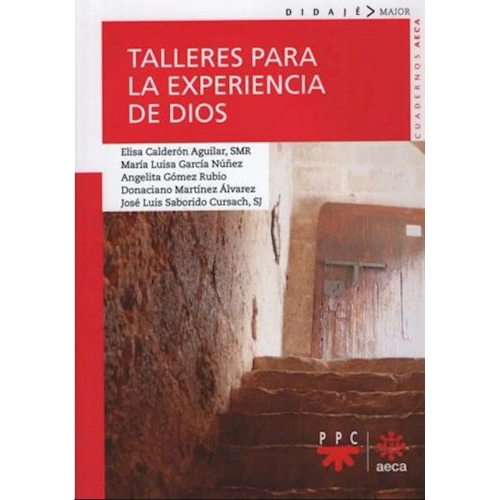 DIDAJÉ > MAIOR
CUADERNOS AECA
TALLERES PARA
LA EXPERIENCIA
DE DIOS
Elisa Calderón Aguilar, SMR
María Luisa García Núñez
Angelita Gómez Rubio
Donaciano Martínez Álvarez
José Luis Saborido Cursach, SJ
PPC
aeca